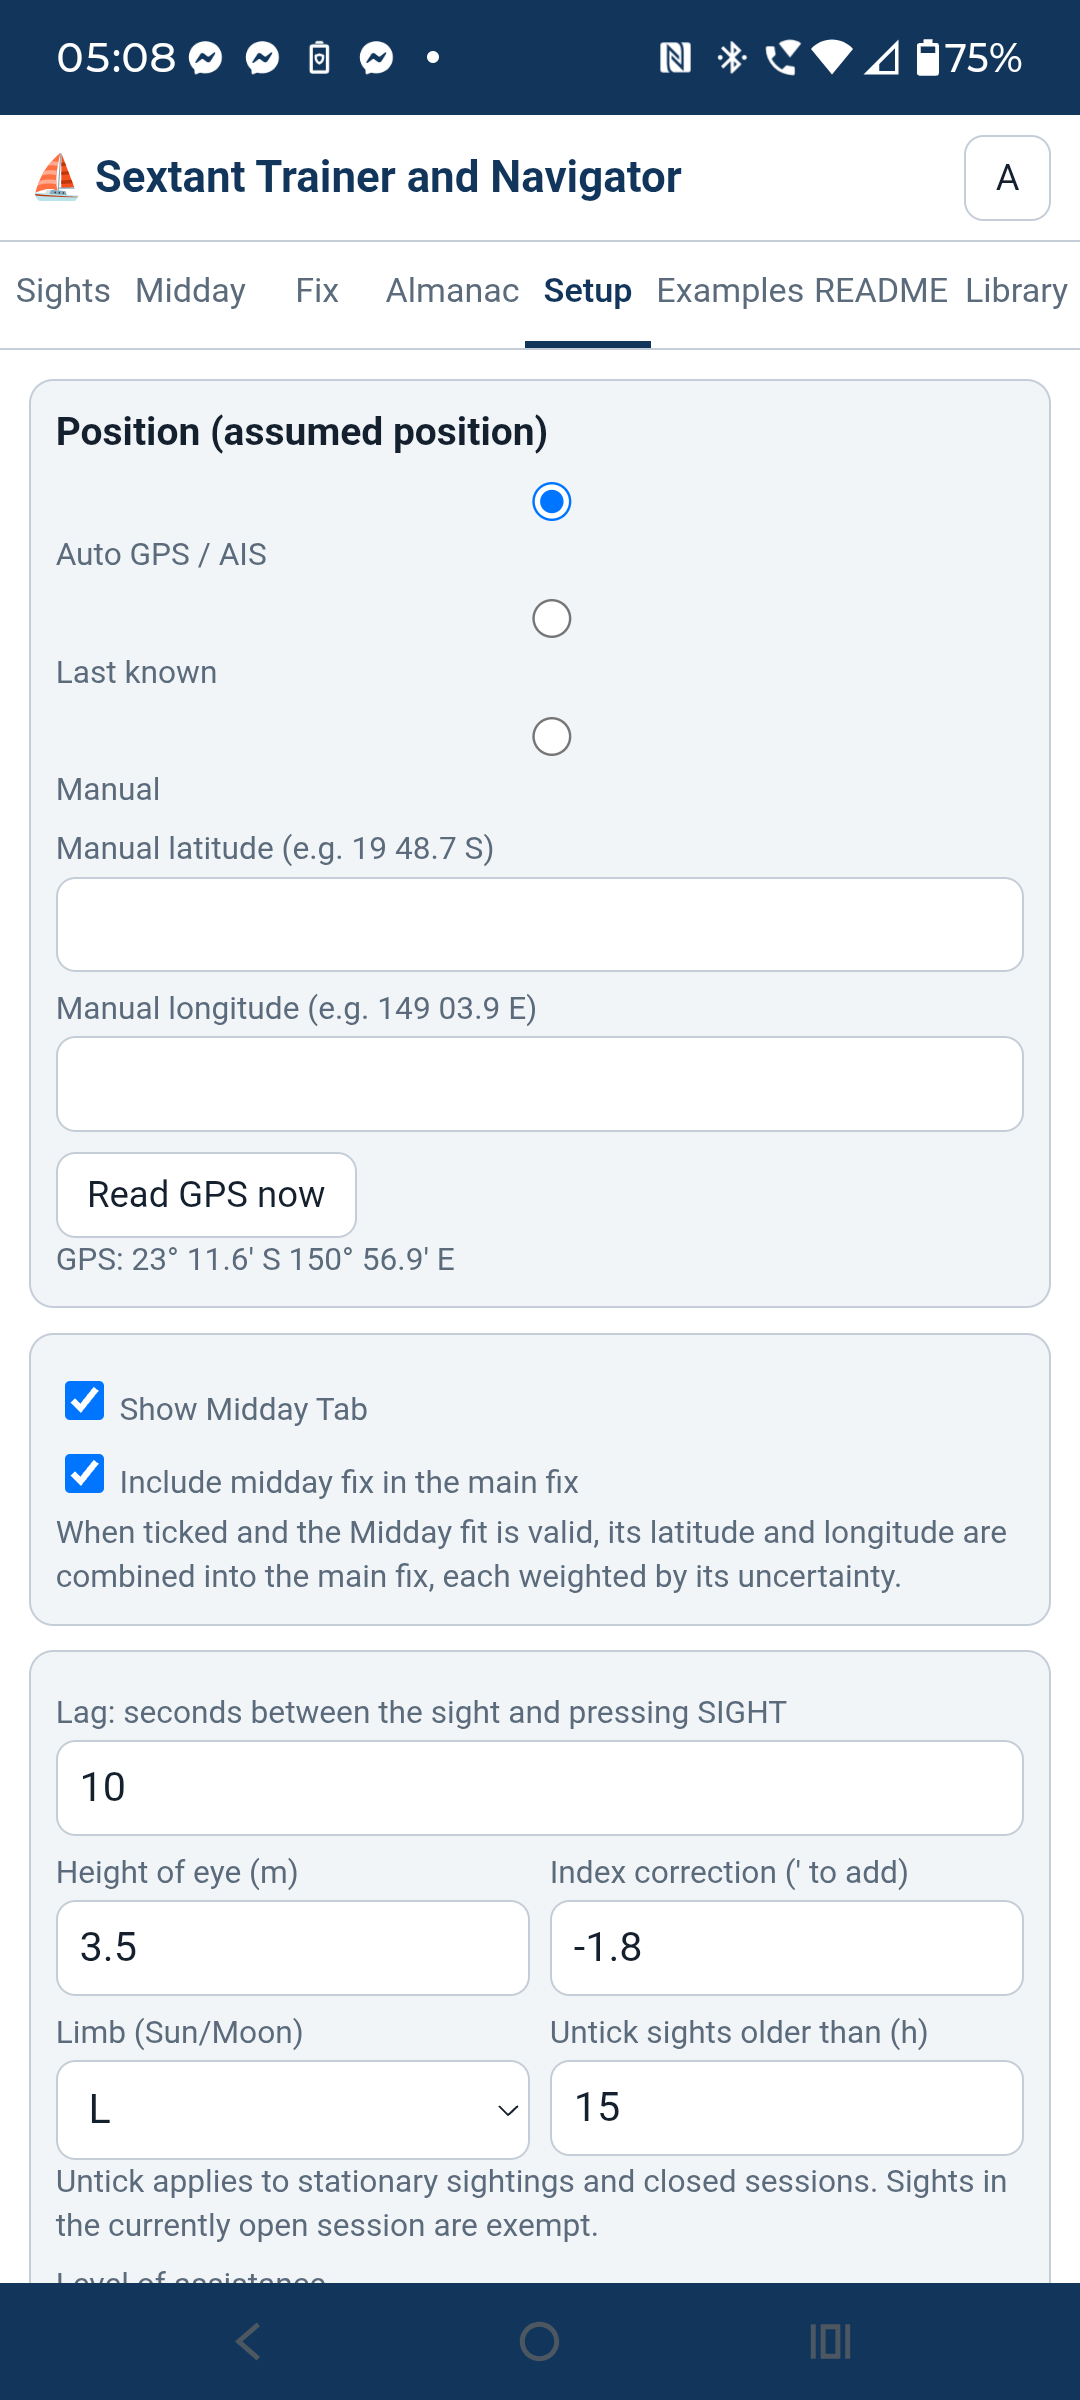 05:08
75%
Sextant Trainer and Navigator
A
Sights Midday Fix Almanac Setup Examples README Library
Position (assumed position)
Auto GPS / AIS
Last known
Manual
Manual latitude (e.g. 19 48.7 S)
Manual longitude (e.g. 149 03.9 E)
Read GPS now
GPS: 23° 11.6' S 150° 56.9' E
Show Midday Tab
Include midday fix in the main fix
When ticked and the Midday fit is valid, its latitude and longitude are
combined into the main fix, each weighted by its uncertainty.
Lag: seconds between the sight and pressing SIGHT
10
Height of eye (m) Index correction (' to add)
3.5 -1.8
Limb (Sun/Moon) Untick sights older than (h)
L 15
Untick applies to stationary sightings and closed sessions. Sights in
the currently open session are exempt.
Level of assistance